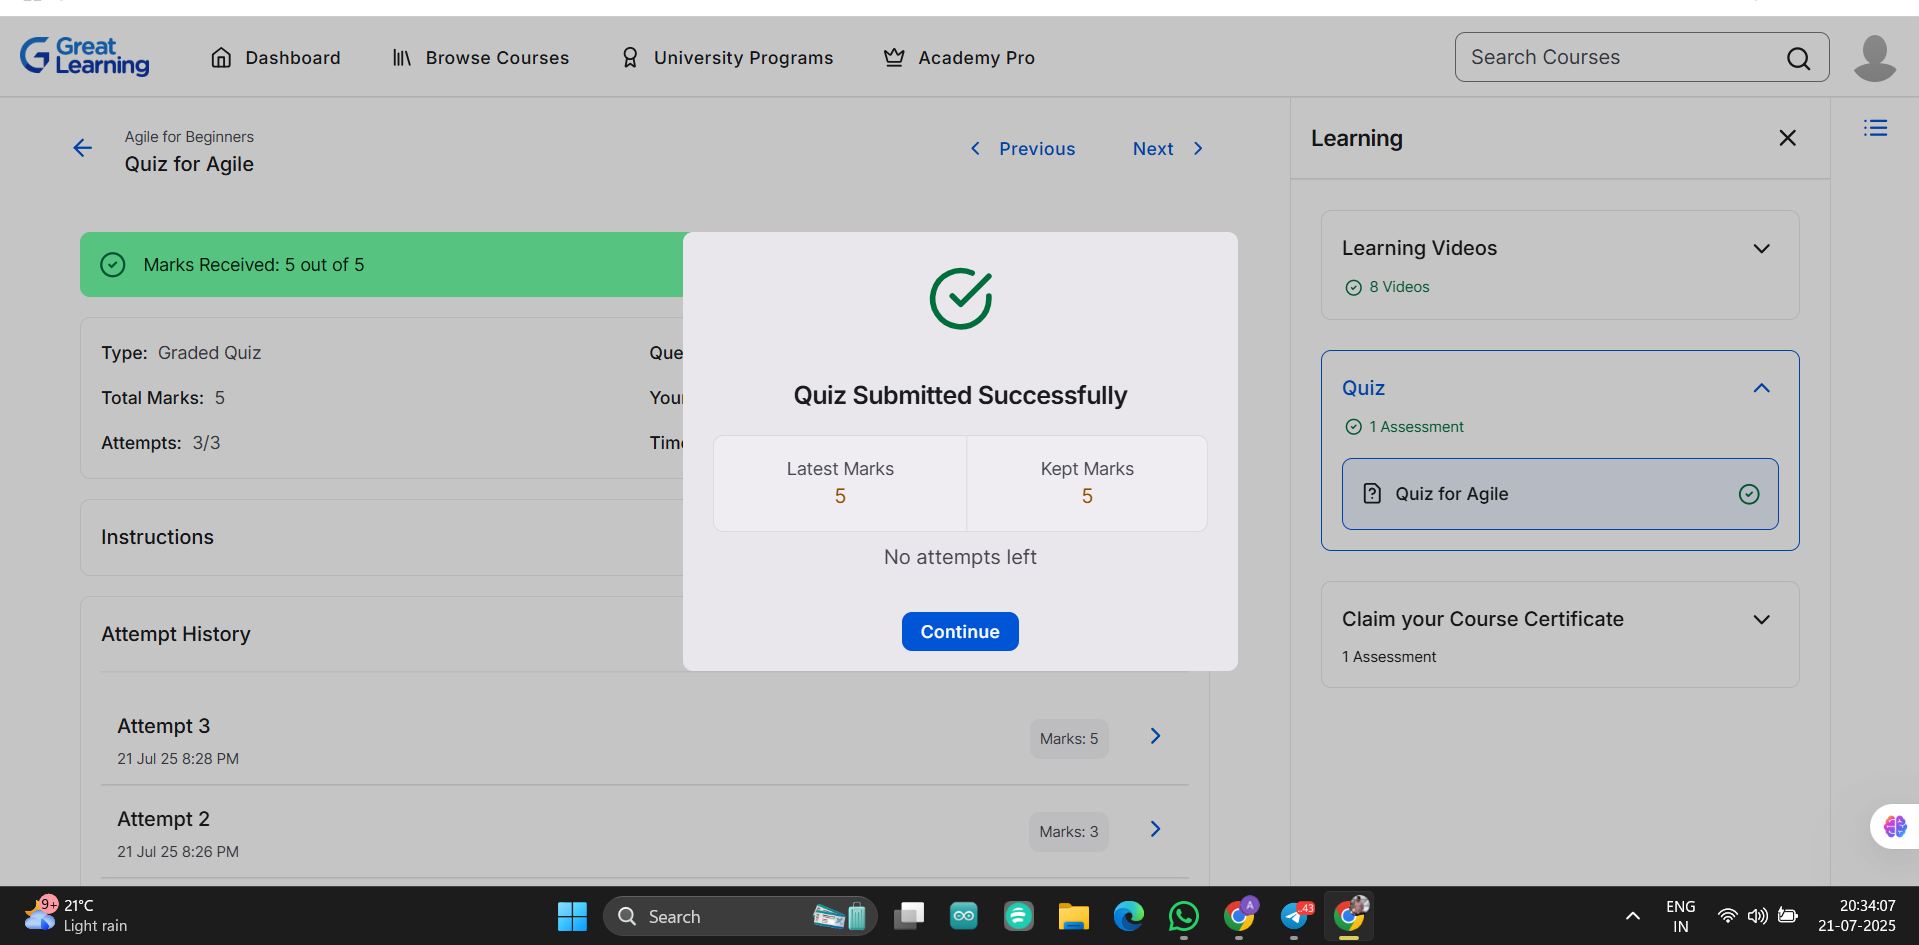 Great Learning
Dashboard
Browse Courses
University Programs
Academy Pro
Search Courses
Agile for Beginners
Quiz for Agile
Previous
Next
Learning
Marks Received: 5 out of 5
Type: Graded Quiz
Total Marks: 5
Attempts: 3/3
Que
You
Time
Instructions
Attempt History
Attempt 3
21 Jul 25 8:28 PM
Marks: 5
Attempt 2
21 Jul 25 8:26 PM
Marks: 3
Quiz Submitted Successfully
Latest Marks
5
Kept Marks
5
No attempts left
Continue
Learning Videos
8 Videos
Quiz
1 Assessment
Quiz for Agile
Claim your Course Certificate
1 Assessment
9+
21°C
Light rain
Search
A
43
ENG
IN
20:34:07
21-07-2025